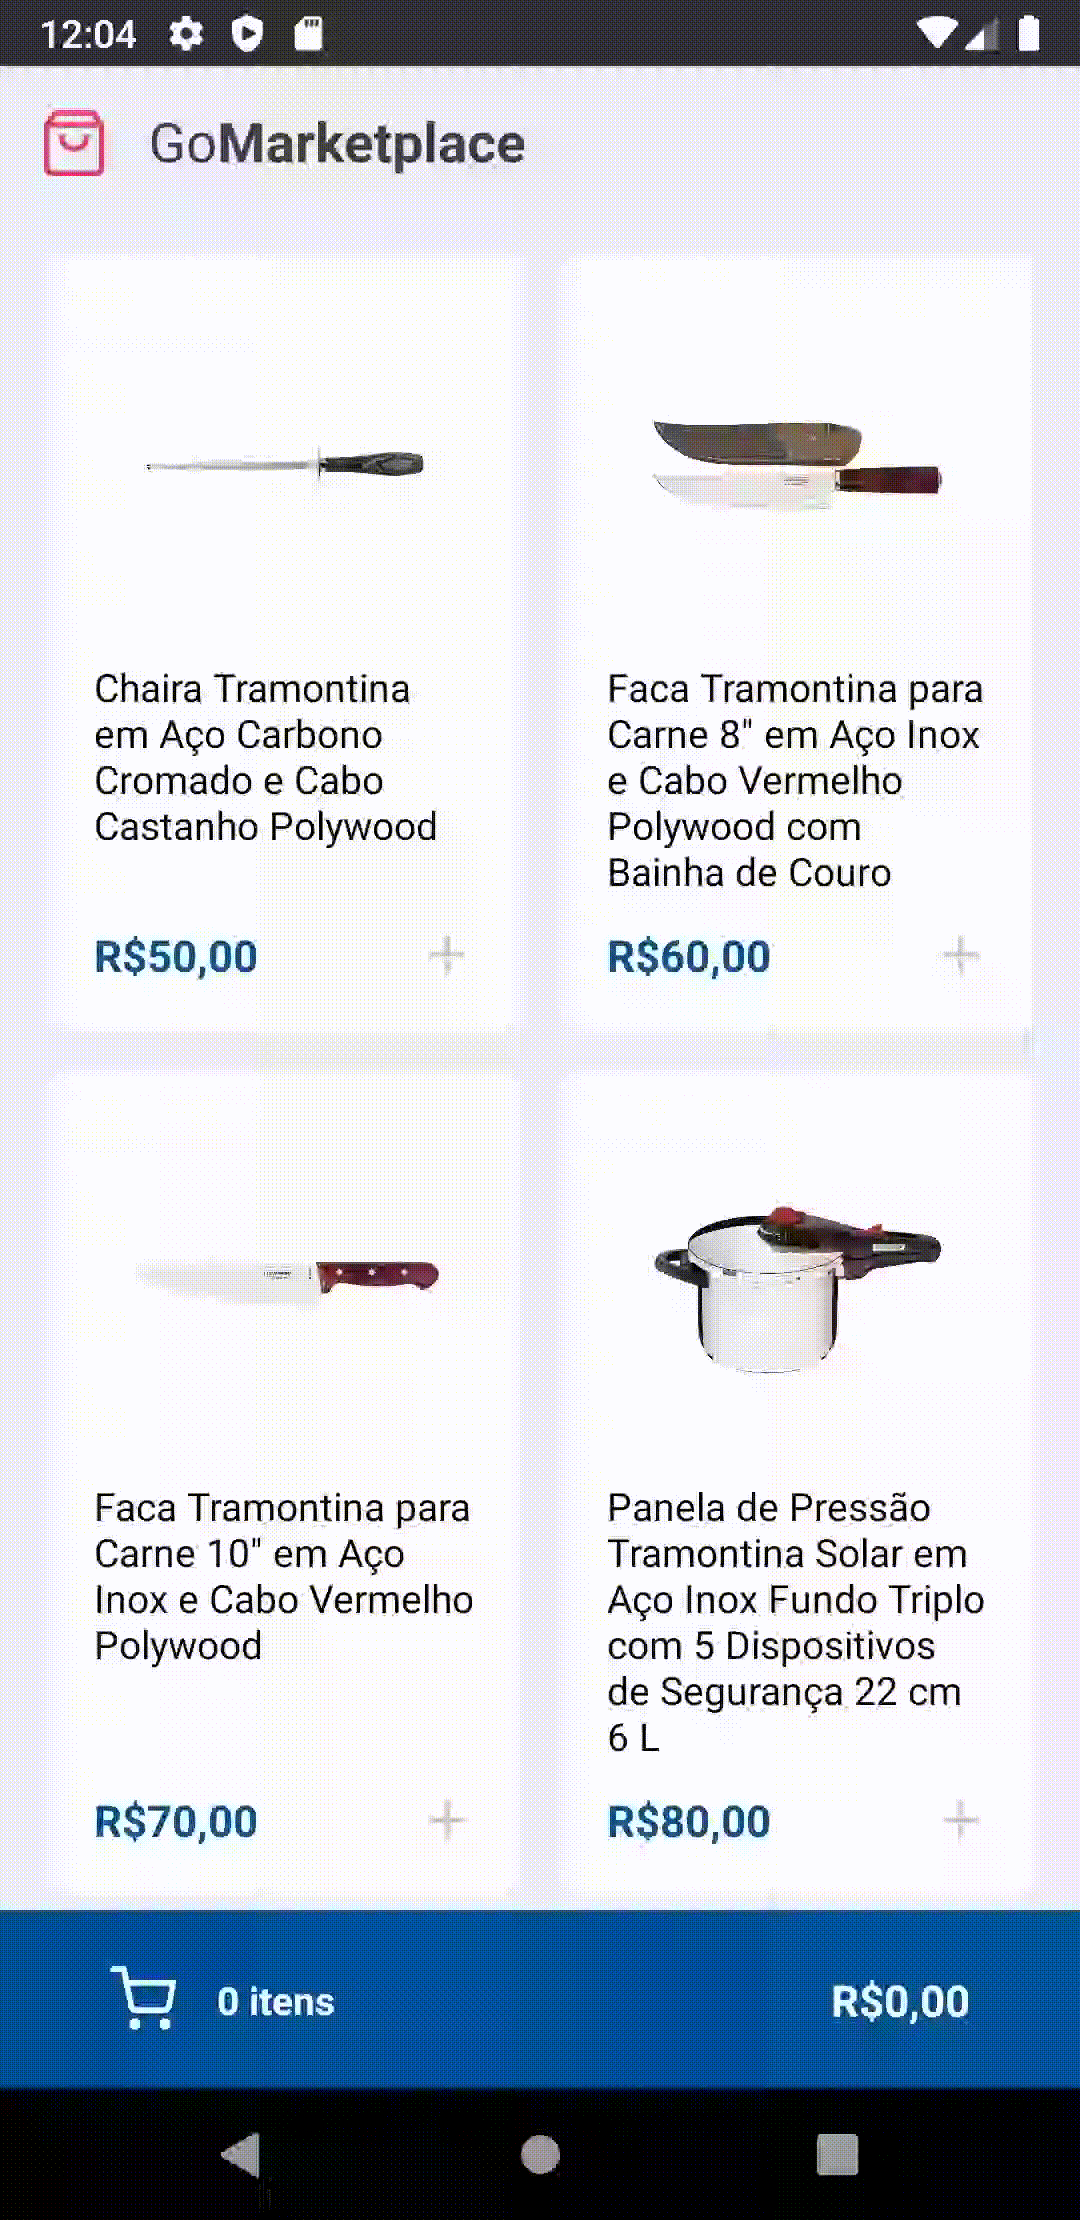 12:04
GoMarketplace
Chaira Tramontina
em Aço Carbono
Cromado e Cabo
Castanho Polywood
R$50,00
+
Faca Tramontina para
Carne 8" em Aço Inox
e Cabo Vermelho
Polywood com
Bainha de Couro
R$60,00
+
Faca Tramontina para
Carne 10" em Aço
Inox e Cabo Vermelho
Polywood
R$70,00
+
Panela de Pressão
Tramontina Solar em
Aço Inox Fundo Triplo
com 5 Dispositivos
de Segurança 22 cm
6 L
R$80,00
+
0 itens
R$0,00